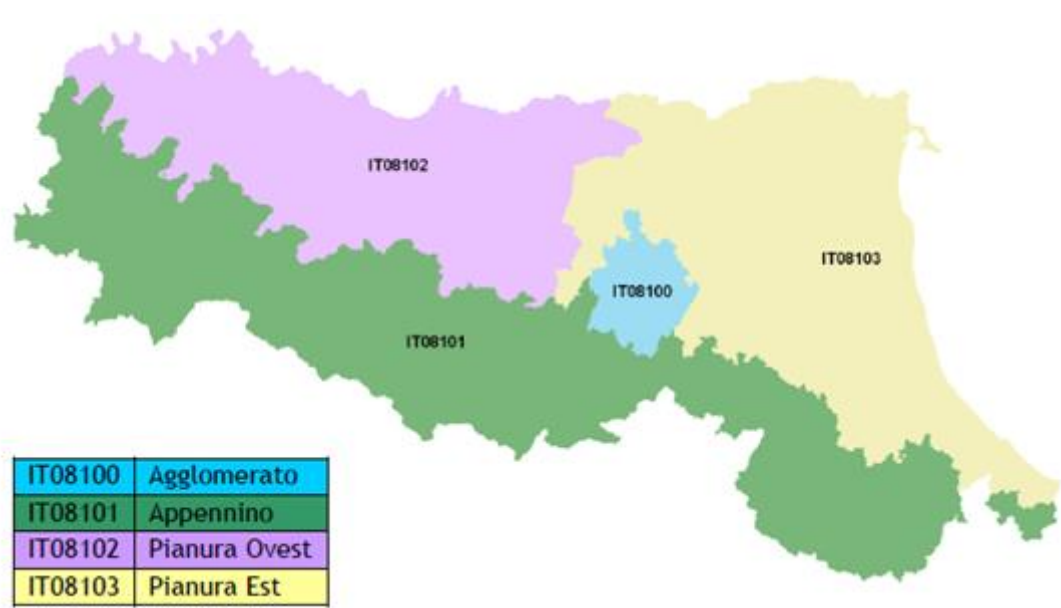 IT08102
IT08103
IT08100
IT08101
IT08100 Agglomerato
IT08101 Appennino
IT08102 Pianura Ovest
IT08103 Pianura Est